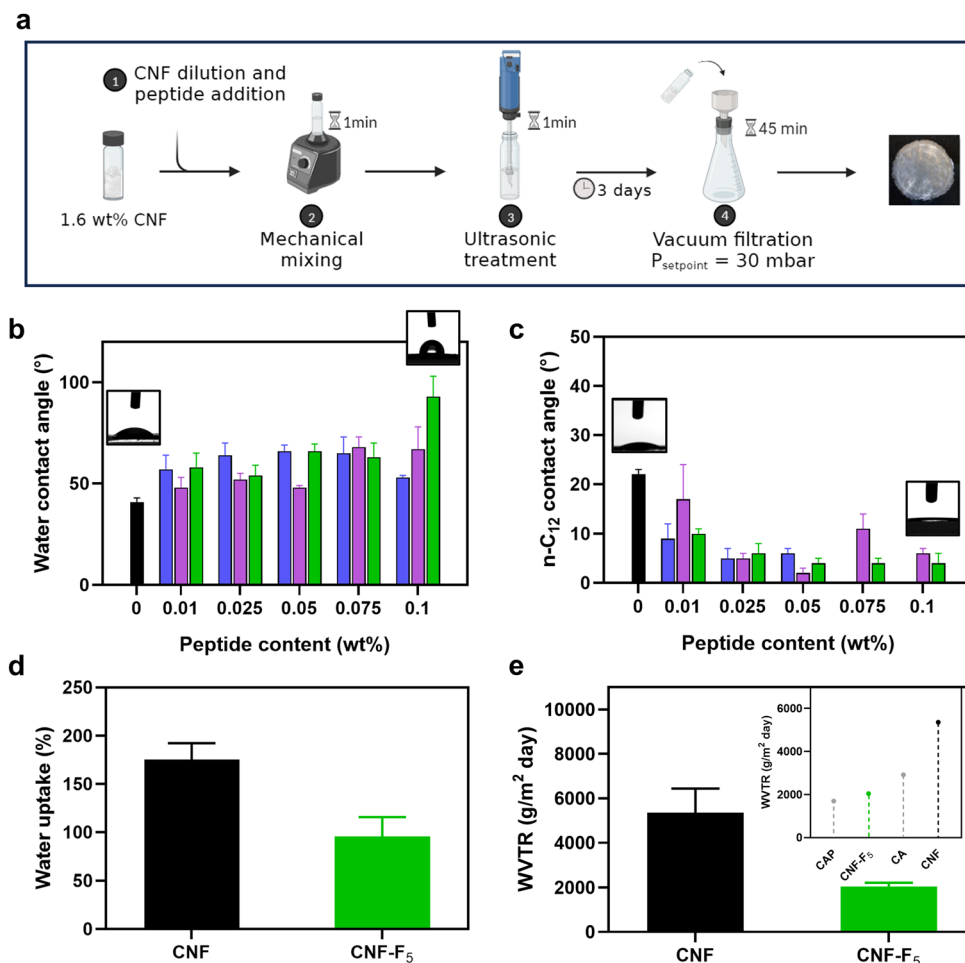 a
1 CNF dilution and
peptide addition
1.6 wt% CNF
1min
2
Mechanical
mixing
1min
3
Ultrasonic
treatment
3 days
45 min
4
Vacuum filtration
P_setpoint = 30 mbar
b
Water contact angle (°)
100
50
0
0 0.01 0.025 0.05 0.075 0.1
Peptide content (wt%)
c
n-C₁₂ contact angle (°)
50
40
30
20
10
0
0 0.01 0.025 0.05 0.075 0.1
Peptide content (wt%)
d
Water uptake (%)
250
200
150
100
50
0
CNF CNF-F₅
e
WVTR (g/m² day)
10000
8000
6000
4000
2000
0
CNF CNF-F₅
WVTR (g/m² day)
6000
4000
2000
0
CAP CNF-F₅ CA CNF